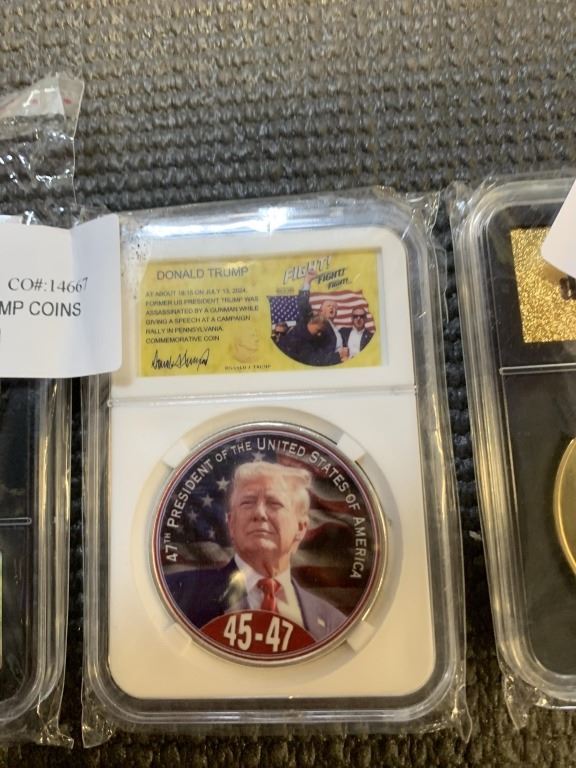 CO#:14667
MP COINS
DONALD TRUMP
AT ABOUT 18:15 ON JULY 13, 2024,
FORMER US PRESIDENT TRUMP WAS
ASSASSINATED BY A GUNMAN WHILE
GIVING A SPEECH AT A CAMPAIGN
RALLY IN PENNSYLVANIA.
COMMEMORATIVE COIN
FIGHT!
FIGHT!
FIGHT!
DONALD J. TRUMP
47TH PRESIDENT OF THE UNITED STATES OF AMERICA
45-47